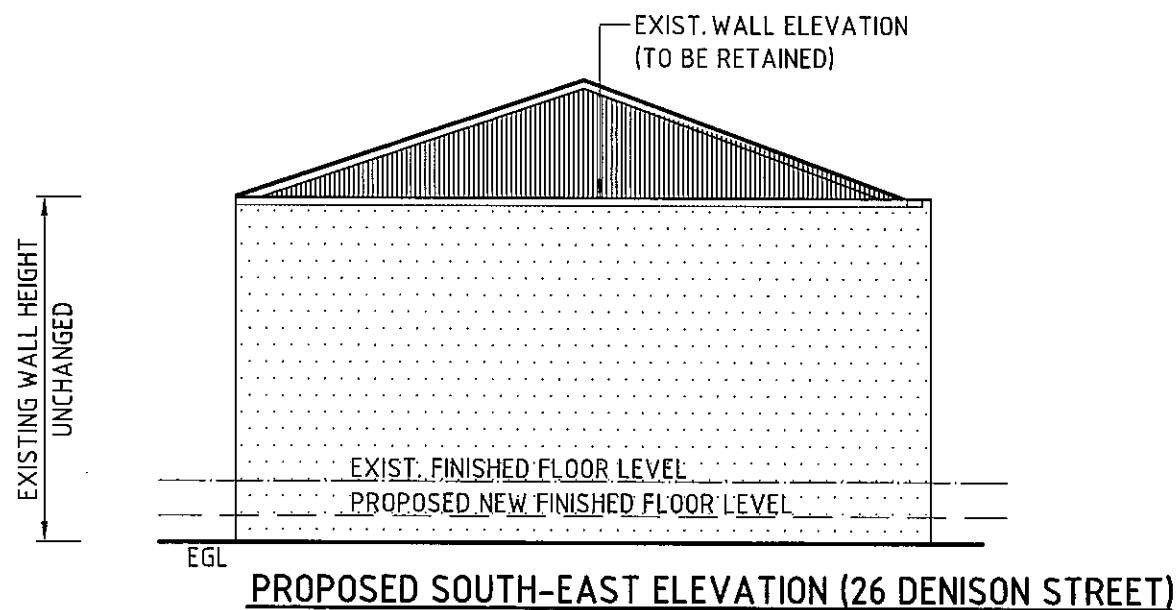 EXIST. WALL ELEVATION
(TO BE RETAINED)
EXISTING WALL HEIGHT
UNCHANGED
EXIST. FINISHED FLOOR LEVEL
PROPOSED NEW FINISHED FLOOR LEVEL
EGL
PROPOSED SOUTH-EAST ELEVATION (26 DENISON STREET)